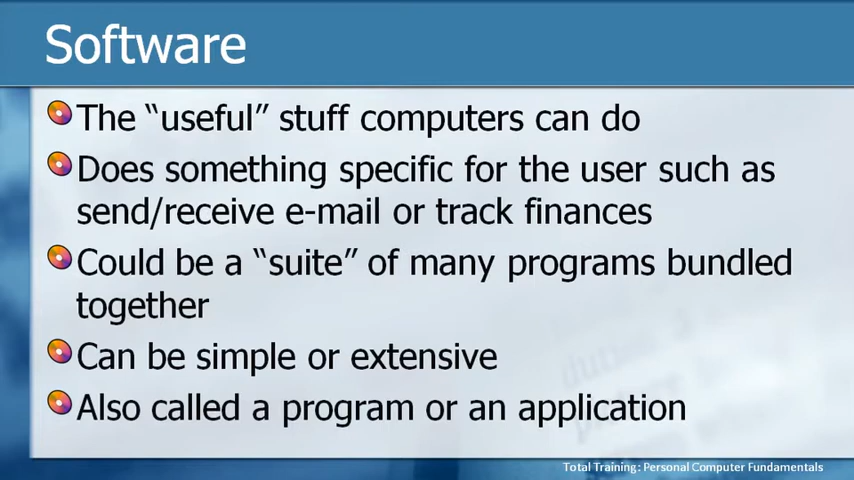 Software
The “useful” stuff computers can do
Does something specific for the user such as
send/receive e-mail or track finances
Could be a “suite” of many programs bundled
together
Can be simple or extensive
Also called a program or an application
Total Training: Personal Computer Fundamentals